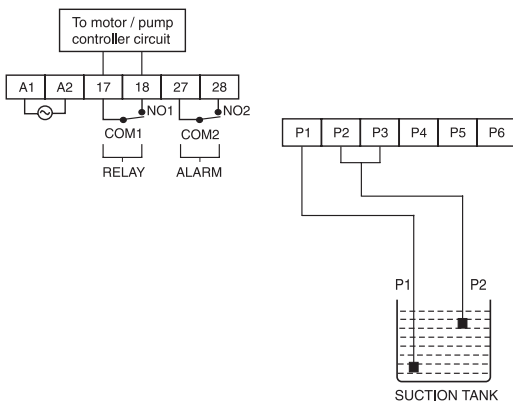 To motor / pump
controller circuit
A1 A2 17 18 27 28
NO1 NO2
COM1 COM2
RELAY ALARM
P1 P2 P3 P4 P5 P6
P1 P2
SUCTION TANK